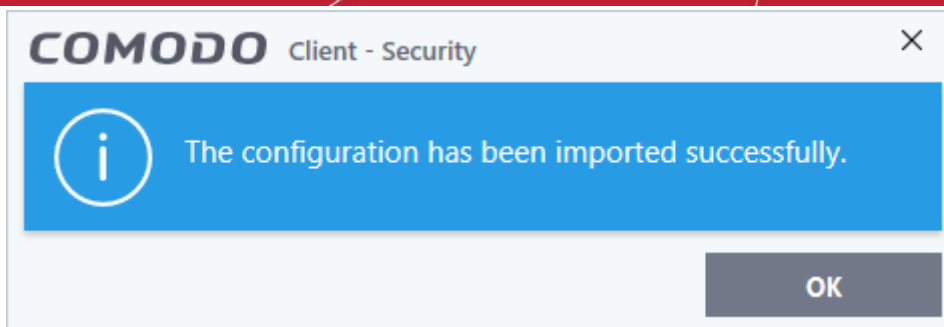 COMODO Client - Security
The configuration has been imported successfully.
OK